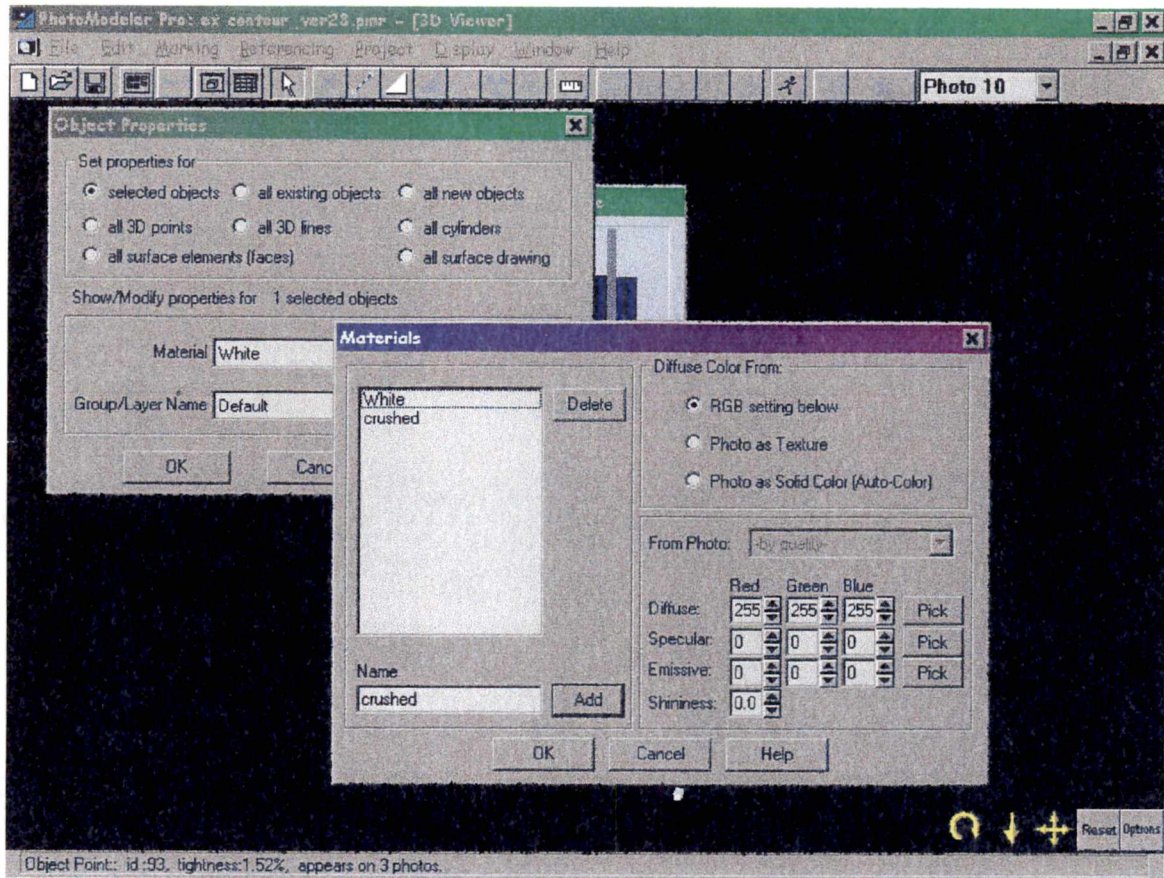 PhotoModeler Pro: ex contour_ver23.pmr - [3D Viewer]
File Edit Marking Referencing Project Display Window Help
Photo 10
Object Properties
Set properties for
selected objects all existing objects all new objects
all 3D points all 3D lines all cylinders
all surface elements (faces) all surface drawing
Show/Modify properties for 1 selected objects
Material White
Group/Layer Name Default
OK Canc
Materials
White
crushed
Delete
Name
crushed
Add
Diffuse Color From:
RGB setting below
Photo as Texture
Photo as Solid Color (Auto-Color)
From Photo: -by quality-
Red Green Blue
Diffuse: 255 255 255 Pick
Specular: 0 0 0 Pick
Emissive: 0 0 0 Pick
Shininess: 0.0
OK Cancel Help
Reset Options
Object Point: id :93, tightness:1.52%, appears on 3 photos.